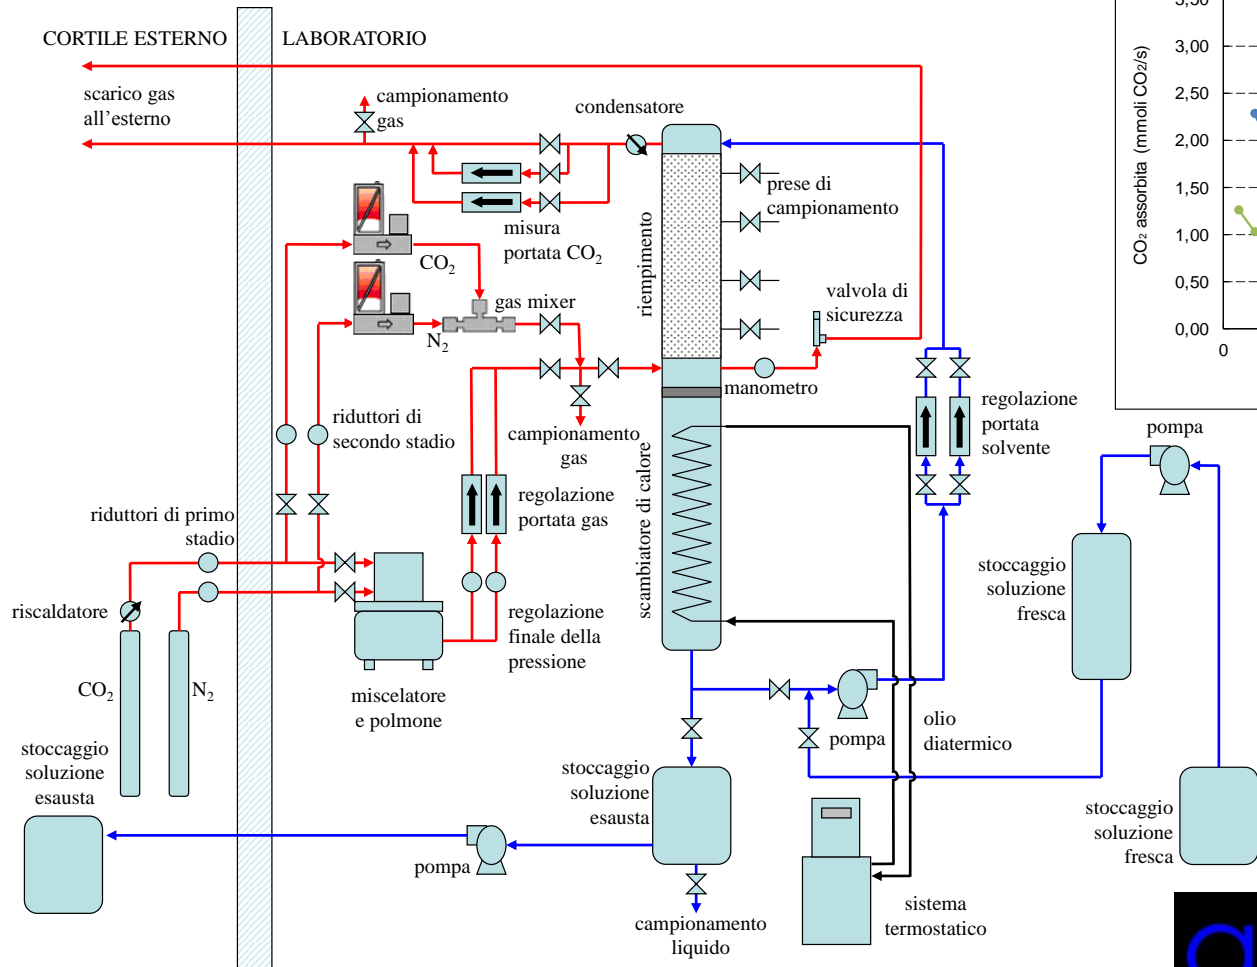 CORTILE ESTERNO
LABORATORIO
scarico gas
all'esterno
campionamento
gas
condensatore
prese di
campionamento
misura
portata CO2
CO2
gas mixer
N2
riempimento
valvola di
sicurezza
manometro
riduttori di
secondo stadio
campionamento
gas
regolazione
portata gas
scambiatore di calore
regolazione
portata
solvente
pompa
riduttori di primo
stadio
riscaldatore
regolazione
finale della
pressione
stoccaggio
soluzione
fresca
CO2
N2
miscelatore
e polmone
stoccaggio
soluzione
esausta
pompa
olio
diatermico
stoccaggio
soluzione
esausta
stoccaggio
soluzione
fresca
pompa
campionamento
liquido
sistema
termostatico
CO2 assorbita (mmoli CO2/s)
3,50
3,00
2,50
2,00
1,50
1,00
0,50
0,00
0